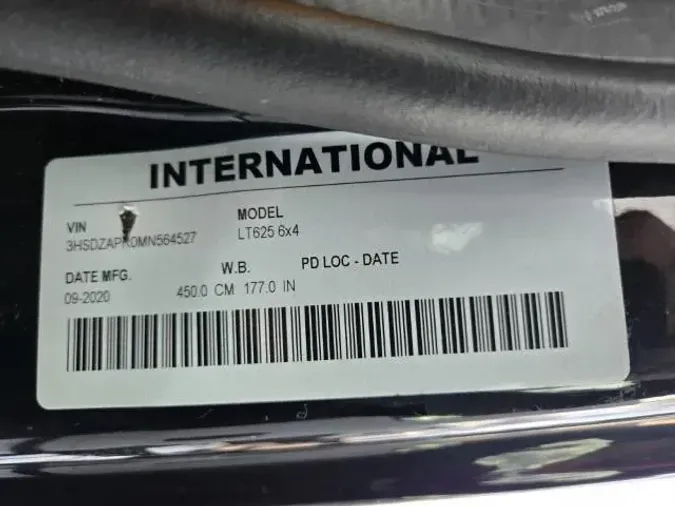 INTERNATIONAL
VIN MODEL
3HSDZAPR0MN564527 LT625 6x4
DATE MFG. W.B. PD LOC - DATE
09-2020 450.0 CM 177.0 IN